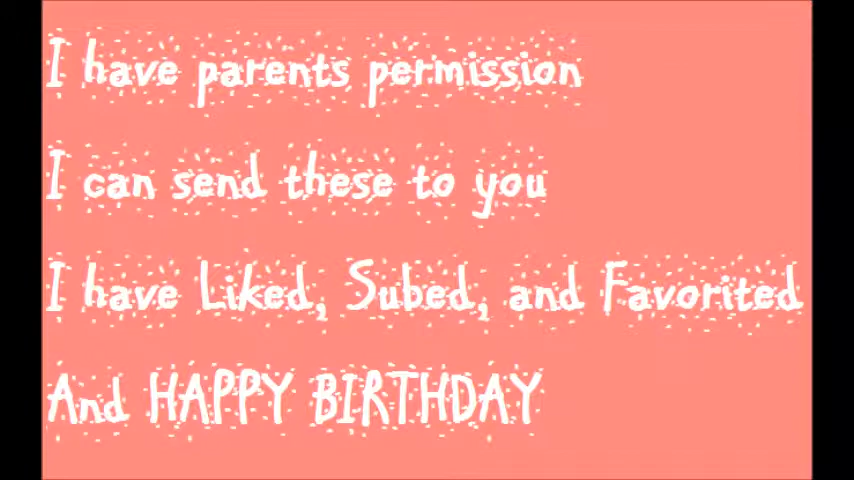 I have parents permission
I can send these to you
I have Liked, Subed, and Favorited
And HAPPY BIRTHDAY